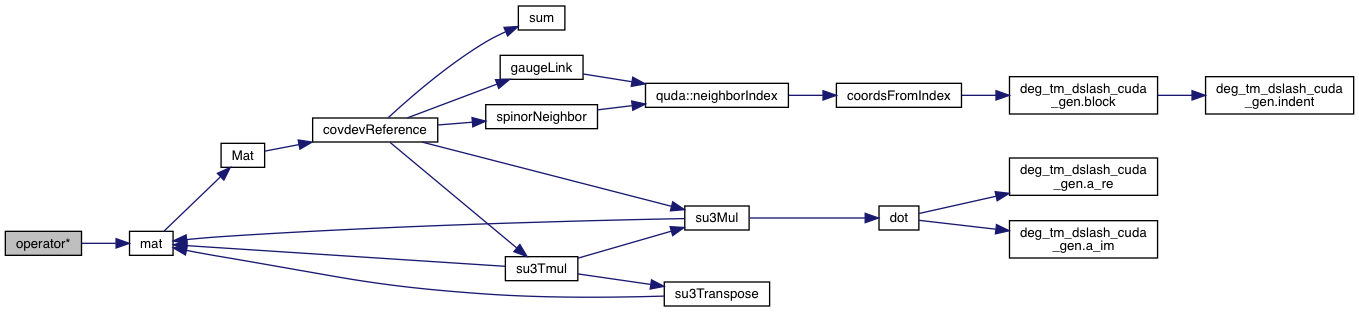 operator*
mat
Mat
covdevReference
sum
gaugeLink
spinorNeighbor
quda::neighborIndex
coordsFromIndex
deg_tm_dslash_cuda
_gen.block
deg_tm_dslash_cuda
_gen.indent
su3Mul
su3Tmul
su3Transpose
dot
deg_tm_dslash_cuda
_gen.a_re
deg_tm_dslash_cuda
_gen.a_im